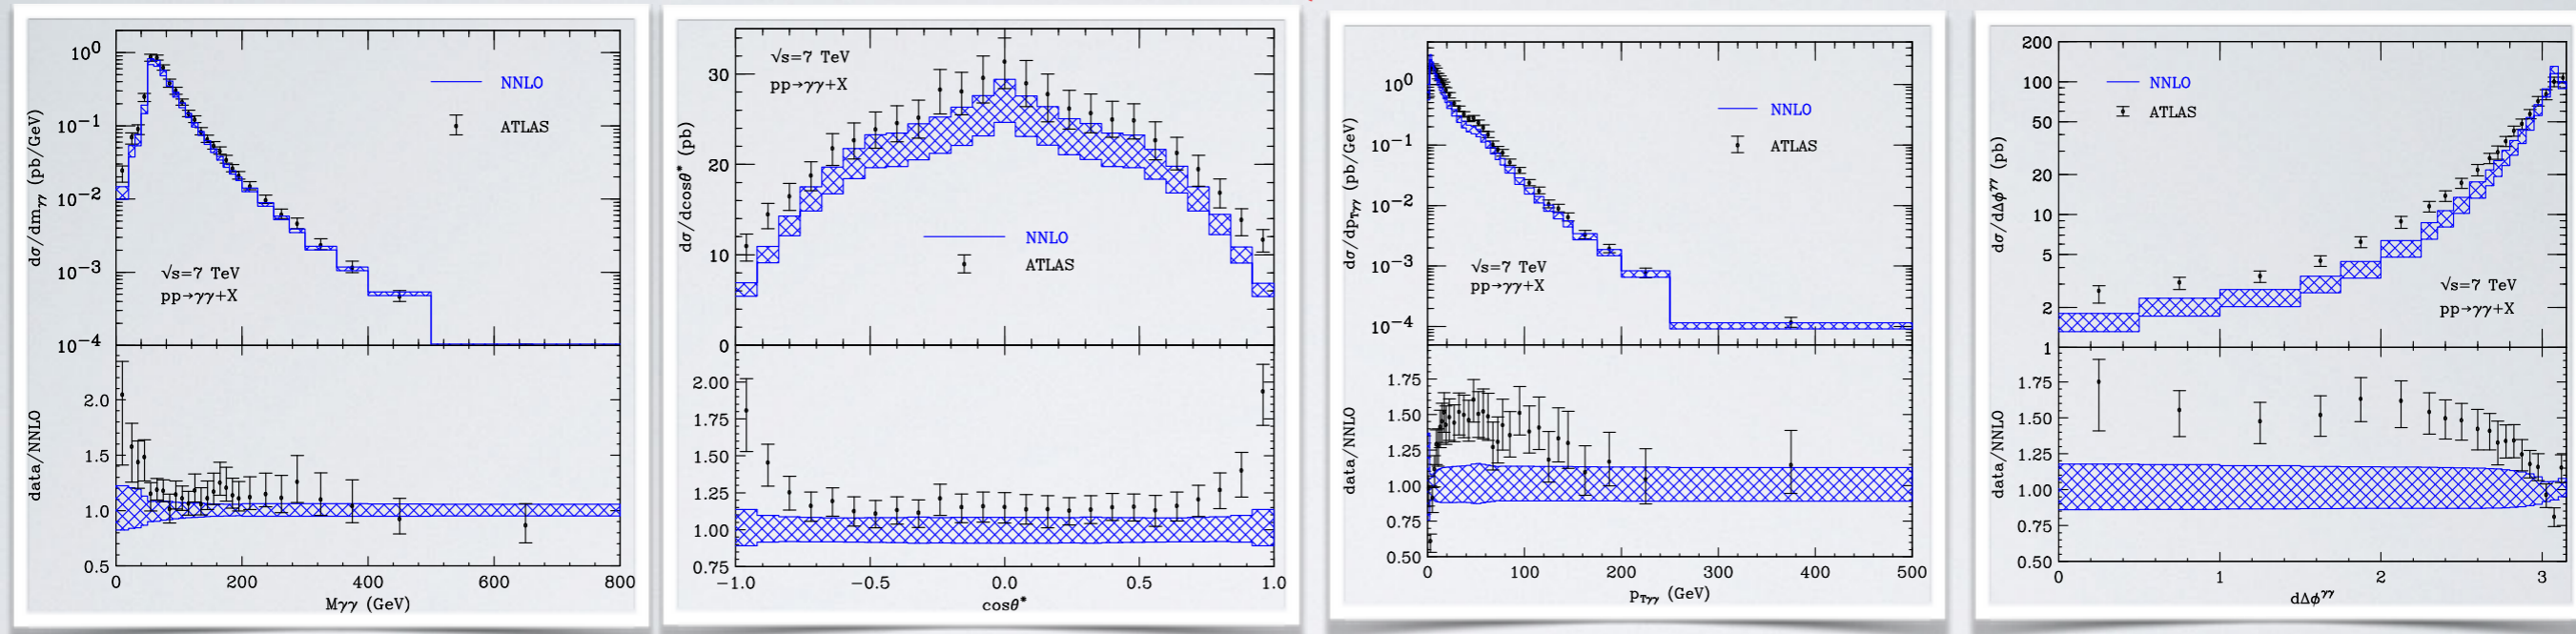 dσ/dmγγ (pb/GeV)
10⁰
10⁻¹
10⁻²
10⁻³
10⁻⁴
NNLO
ATLAS
√s=7 TeV
pp→γγ+X
data/NNLO
2.0
1.5
1.0
0.5
0 200 400 600 800
Mγγ (GeV)
dσ/dcosθ* (pb)
30
20
10
0
√s=7 TeV
pp→γγ+X
NNLO
ATLAS
data/NNLO
2.00
1.75
1.50
1.25
1.00
0.75
−1.0 −0.5 0.0 0.5 1.0
cosθ*
dσ/dpTγγ (pb/GeV)
10⁰
10⁻¹
10⁻²
10⁻³
10⁻⁴
NNLO
ATLAS
√s=7 TeV
pp→γγ+X
data/NNLO
1.75
1.50
1.25
1.00
0.75
0.50
0 100 200 300 400 500
pTγγ (GeV)
dσ/dΔϕγγ (pb)
200
100
50
20
10
5
2
1
NNLO
ATLAS
√s=7 TeV
pp→γγ+X
data/NNLO
1.75
1.50
1.25
1.00
0.75
0.50
0 1 2 3
dΔϕγγ